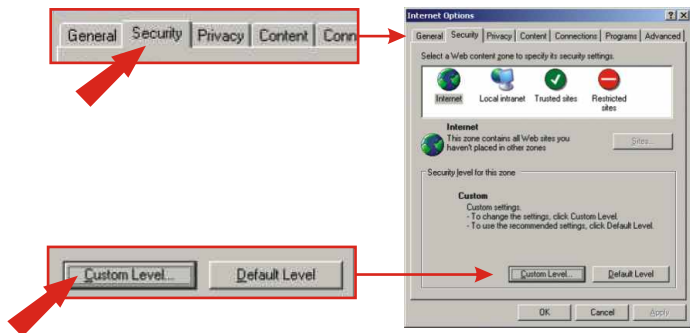 General Security Privacy Content Conn
Internet Options
General Security Privacy Content Connections Programs Advanced
Select a Web content zone to specify its security settings.
Internet Local intranet Trusted sites Restricted
sites
Internet
This zone contains all Web sites you
haven't placed in other zones
Sites...
Security level for this zone
Custom
Custom settings.
- To change the settings, click Custom Level.
- To use the recommended settings, click Default Level.
Custom Level... Default Level
Custom Level... Default Level
OK Cancel Apply